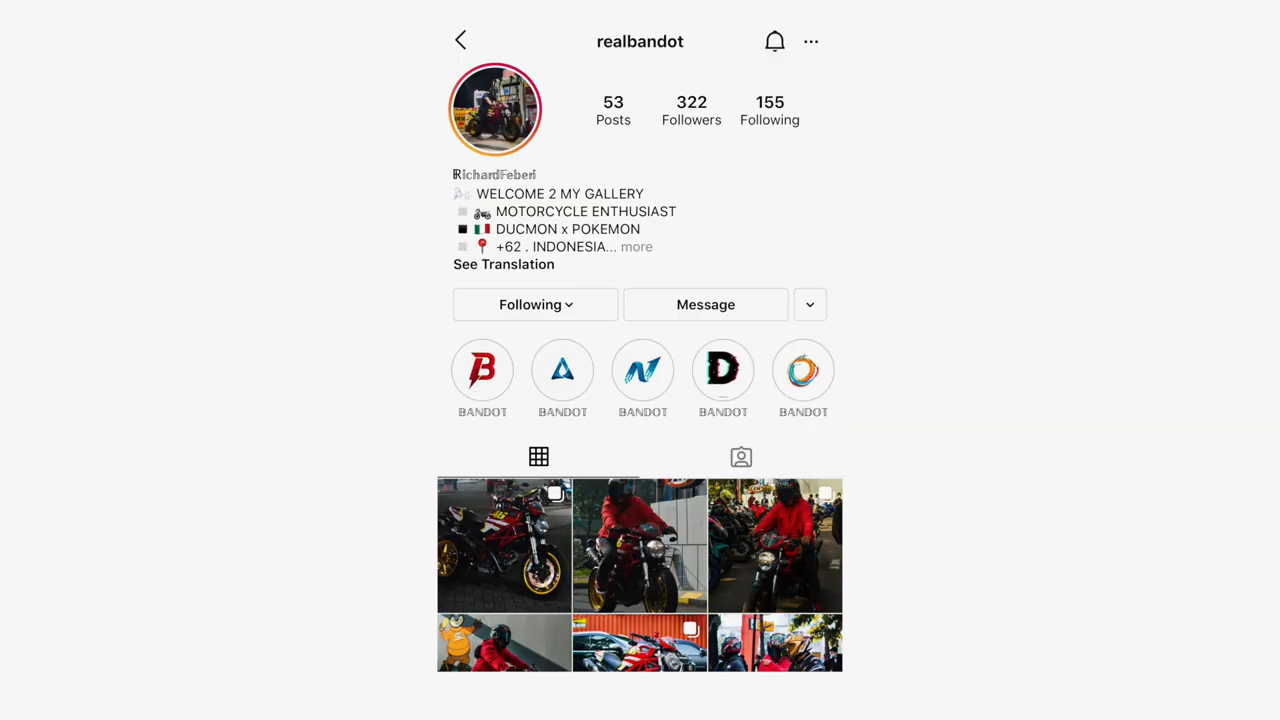 realbandot
53 322 155
Posts Followers Following
RichardFeberi
WELCOME 2 MY GALLERY
MOTORCYCLE ENTHUSIAST
DUCMON x POKEMON
+62 . INDONESIA... more
See Translation
Following Message
B D
BANDOT BANDOT BANDOT BANDOT BANDOT